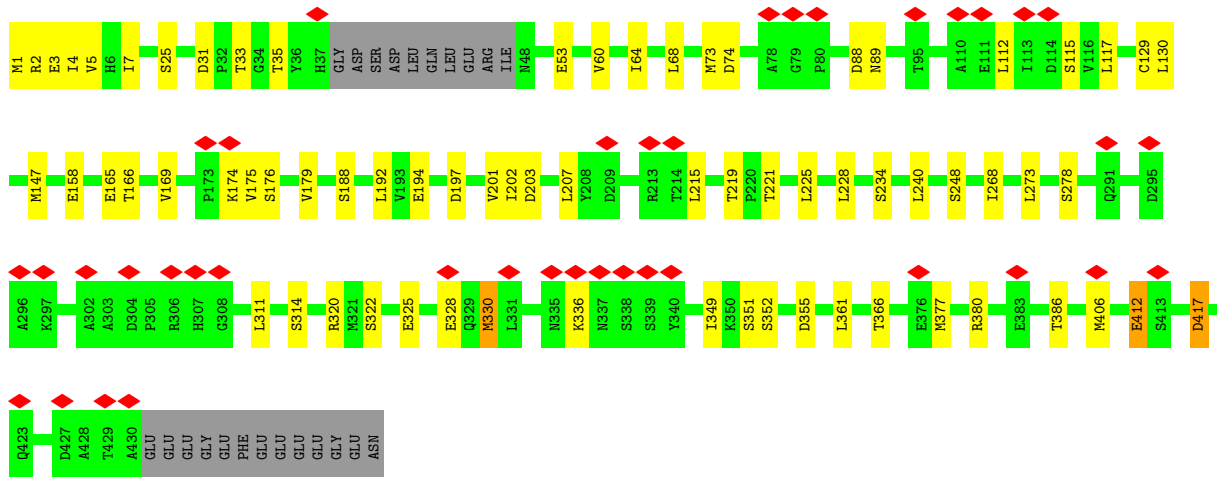 M1 R2 E3 I4 V5 H6 I7 S25 D31 P32 T33 G34 T35 Y36 H37 GLY ASP SER ASP LEU GLN LEU GLU ARG ILE N48 E53 V60 I64 L68 M73 D74 A78 G79 P80 D88 N89 T95 A110 E111 L112 I113 D114 S115 V116 L117 C129 L130
M147 E158 E165 T166 V169 P173 K174 V175 S176 V179 S188 L192 V193 E194 D197 V201 I202 D203 L207 Y208 D209 R213 T214 L215 T219 P220 T221 L225 L228 S234 L240 S248 I268 L273 S278 Q291 D295
A296 K297 A302 A303 D304 P305 R306 H307 G308 L311 S314 R320 M321 S322 E325 E328 Q329 M330 L331 N335 K336 N337 S338 S339 Y340 I349 K350 S351 S352 D355 L361 T366 E376 M377 R380 E383 T386 M406 E412 S413 D417
Q423 D427 A428 T429 A430 GLU GLU GLU GLY GLU PHE GLU GLU GLU GLU GLY GLU ASN